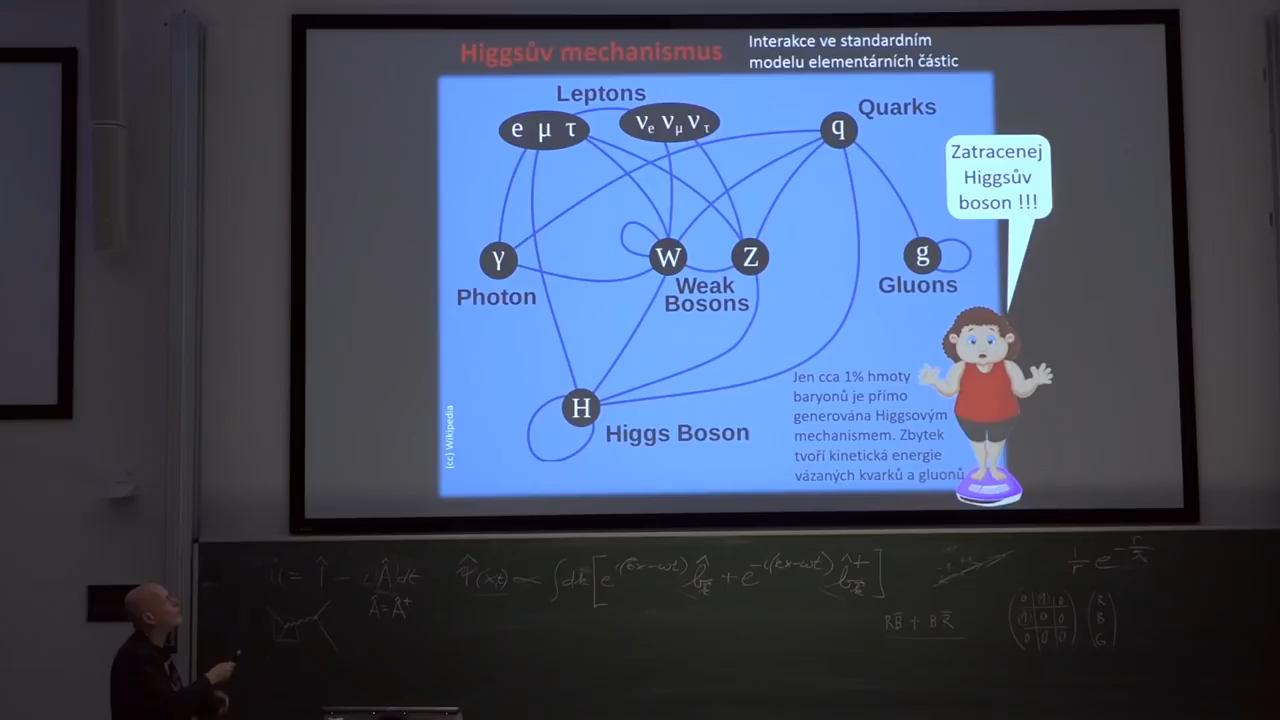 Higgsův mechanismus
Interakce ve standardním
modelu elementárních částic
Leptons
e μ τ
νe νμ ντ
q
Quarks
Zatracenej
Higgsův
boson !!!
γ
W
Z
g
Photon
Weak
Bosons
Gluons
H
Higgs Boson
Jen cca 1% hmoty
baryonů je přímo
generována Higgsovým
mechanismem. Zbytek
tvoří kinetická energie
vázaných kvarků a gluonů
(cc) Wikipedia
Â = Â⁺
RB̅ + BR̅
R
B
G